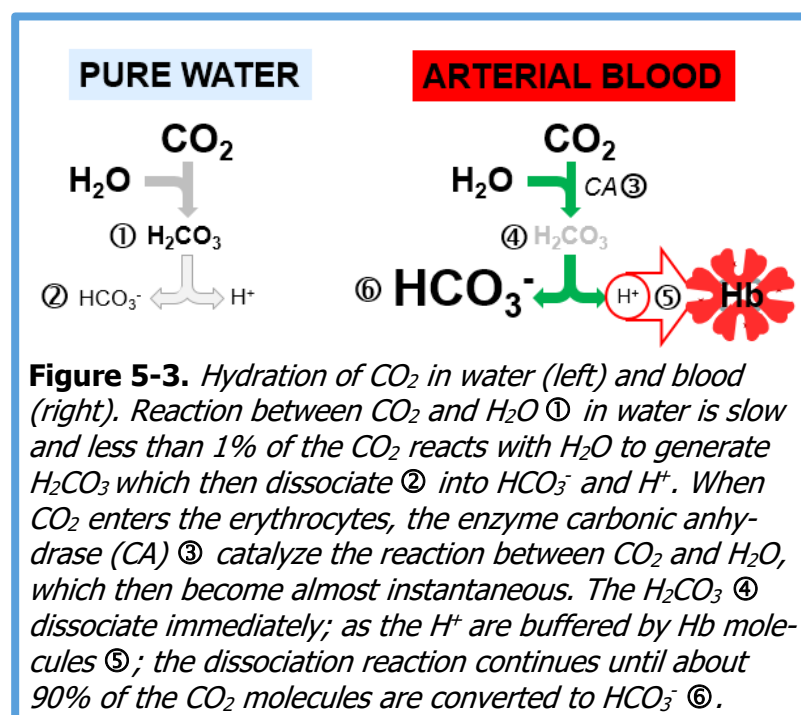 PURE WATER ARTERIAL BLOOD
CO₂ CO₂
H₂O H₂O CA③
① H₂CO₃ ④ H₂CO₃
② HCO₃⁻ H⁺ ⑥ HCO₃⁻ H⁺ ⑤ Hb
Figure 5-3. Hydration of CO₂ in water (left) and blood
(right). Reaction between CO₂ and H₂O ① in water is slow
and less than 1% of the CO₂ reacts with H₂O to generate
H₂CO₃ which then dissociate ② into HCO₃⁻ and H⁺. When
CO₂ enters the erythrocytes, the enzyme carbonic anhy-
drase (CA) ③ catalyze the reaction between CO₂ and H₂O,
which then become almost instantaneous. The H₂CO₃ ④
dissociate immediately; as the H⁺ are buffered by Hb mole-
cules ⑤; the dissociation reaction continues until about
90% of the CO₂ molecules are converted to HCO₃⁻ ⑥.